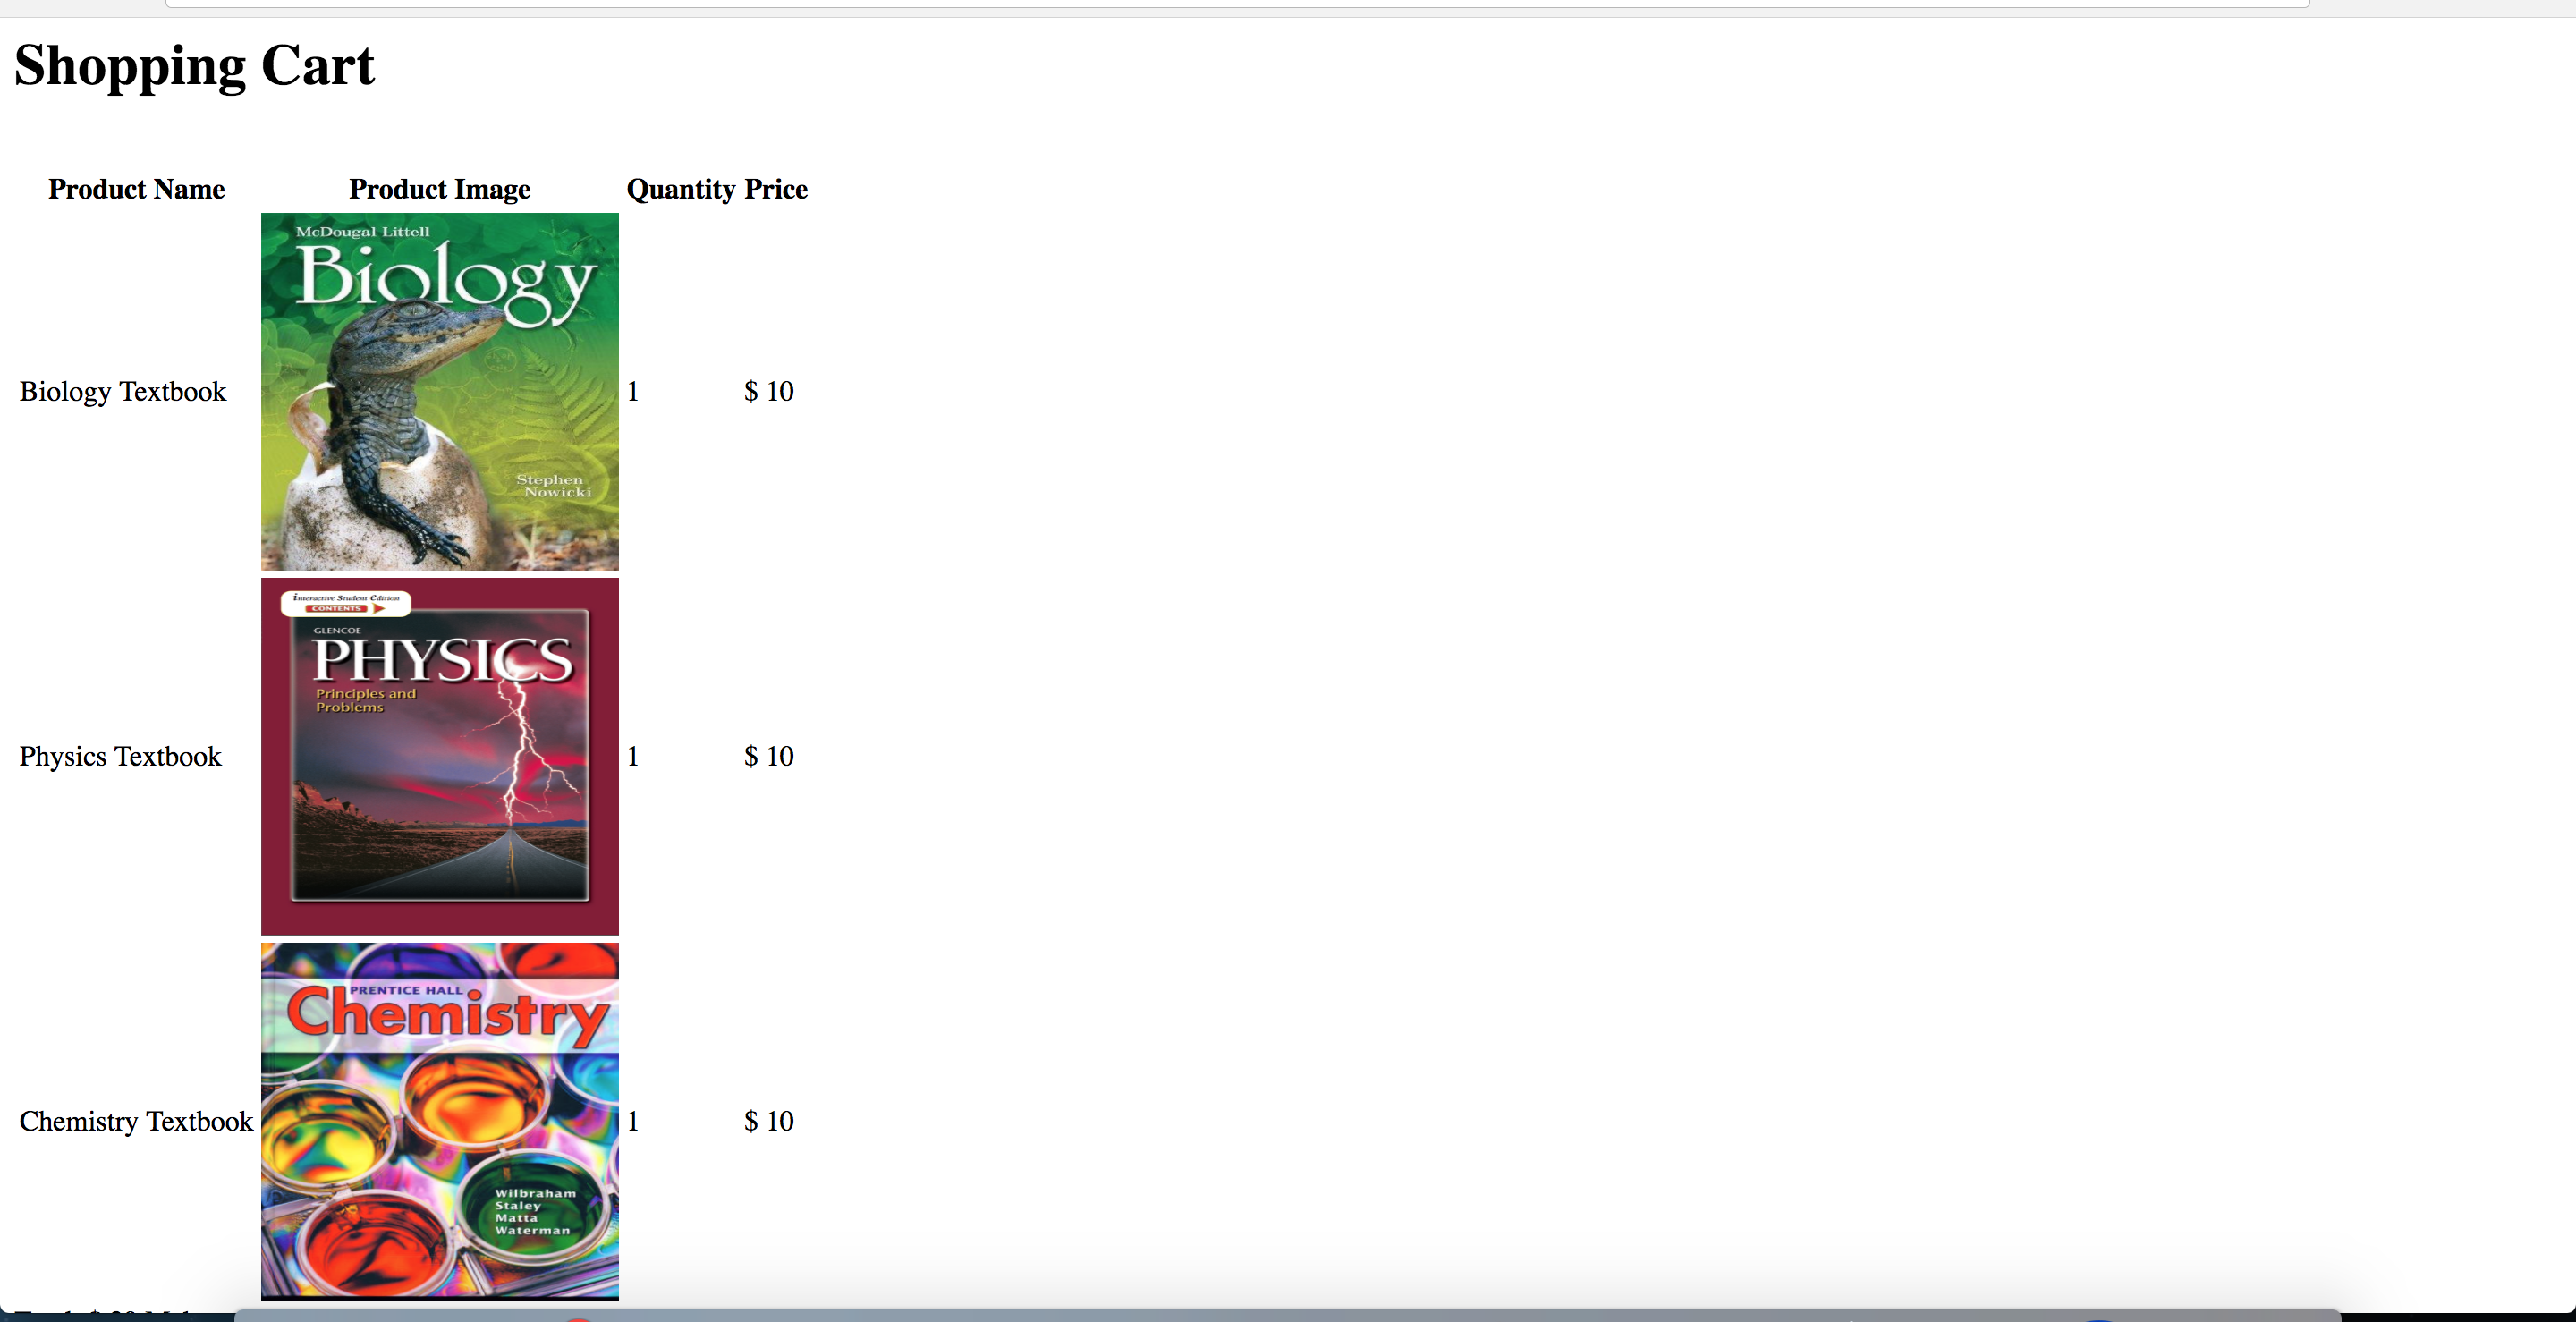 Shopping Cart
Product Name Product Image Quantity Price
McDougal Littell
Biology
Stephen
Nowicki
Biology Textbook 1 $ 10
Interactive Student Edition
CONTENTS
GLENCOE
PHYSICS
Principles and
Problems
Physics Textbook 1 $ 10
PRENTICE HALL
Chemistry
Wilbraham
Staley
Matta
Waterman
Chemistry Textbook 1 $ 10